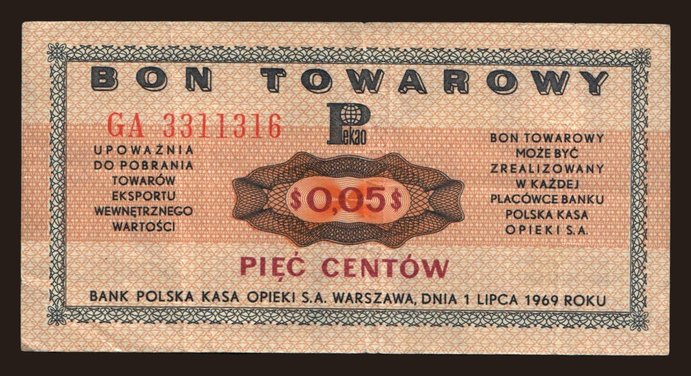 BON TOWAROWY
Pekao
GA 3311316
UPOWAŻNIA
DO POBRANIA
TOWARÓW
EKSPORTU
WEWNĘTRZNEGO
WARTOŚCI
BON TOWAROWY
MOŻE BYĆ
ZREALIZOWANY
W KAŻDEJ
PLACÓWCE BANKU
POLSKA KASA
OPIEKI S.A.
$0,05$
PIĘĆ CENTÓW
BANK POLSKA KASA OPIEKI S.A. WARSZAWA, DNIA 1 LIPCA 1969 ROKU